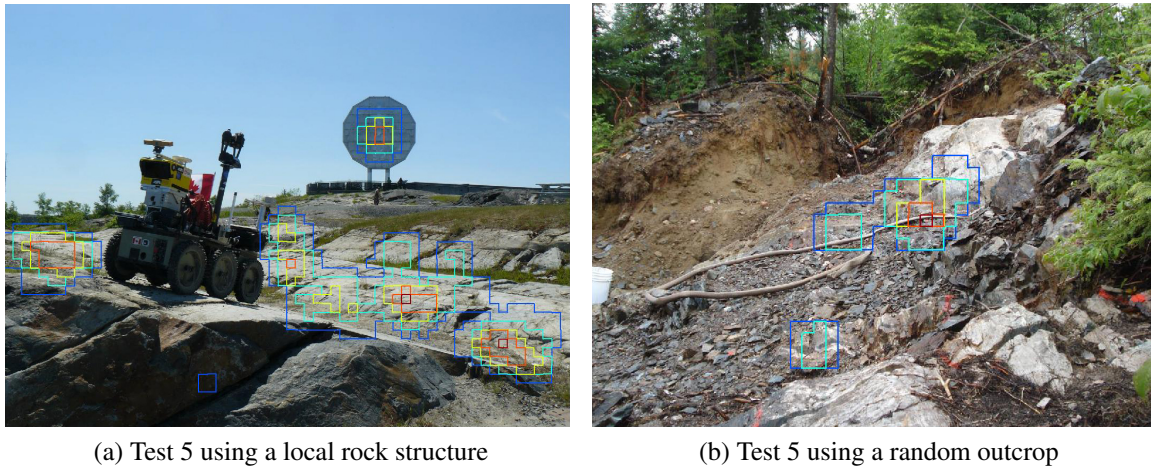 (a) Test 5 using a local rock structure
(b) Test 5 using a random outcrop